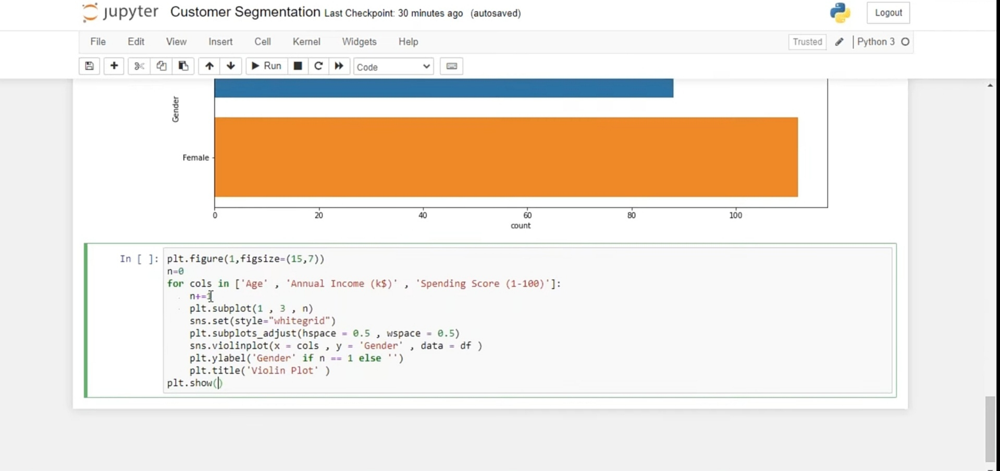 jupyter Customer Segmentation Last Checkpoint: 30 minutes ago (autosaved) Logout
File Edit View Insert Cell Kernel Widgets Help Trusted Python 3
Run Code
Gender
Female
0 20 40 60 80 100
count
In [ ]: plt.figure(1,figsize=(15,7))
n=0
for cols in ['Age' , 'Annual Income (k$)' , 'Spending Score (1-100)']:
n+=1
plt.subplot(1 , 3 , n)
sns.set(style="whitegrid")
plt.subplots_adjust(hspace = 0.5 , wspace = 0.5)
sns.violinplot(x = cols , y = 'Gender' , data = df )
plt.ylabel('Gender' if n == 1 else '')
plt.title('Violin Plot' )
plt.show()